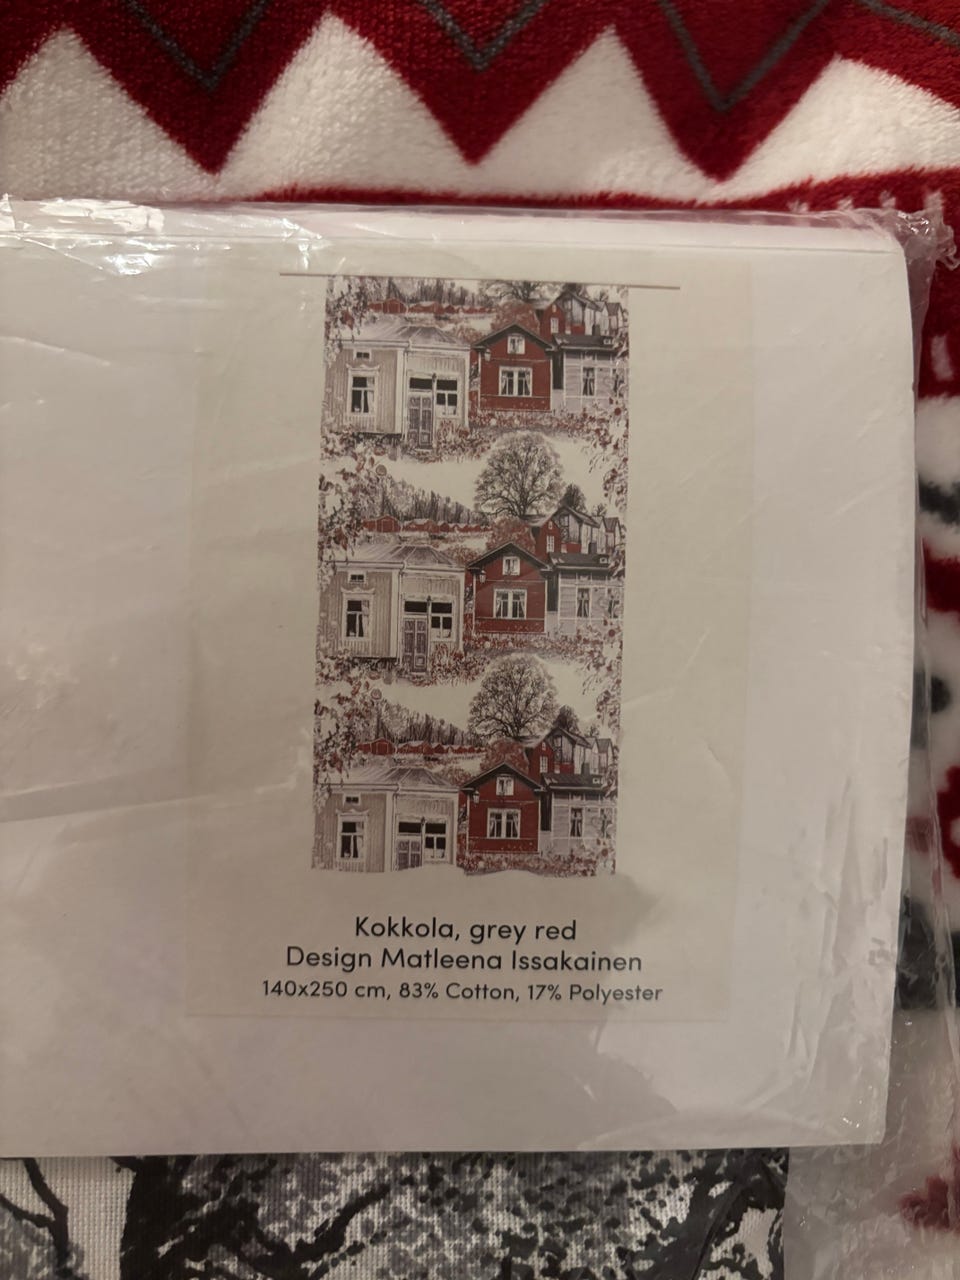 Kokkola, grey red
Design Matleena Issakainen
140x250 cm, 83% Cotton, 17% Polyester